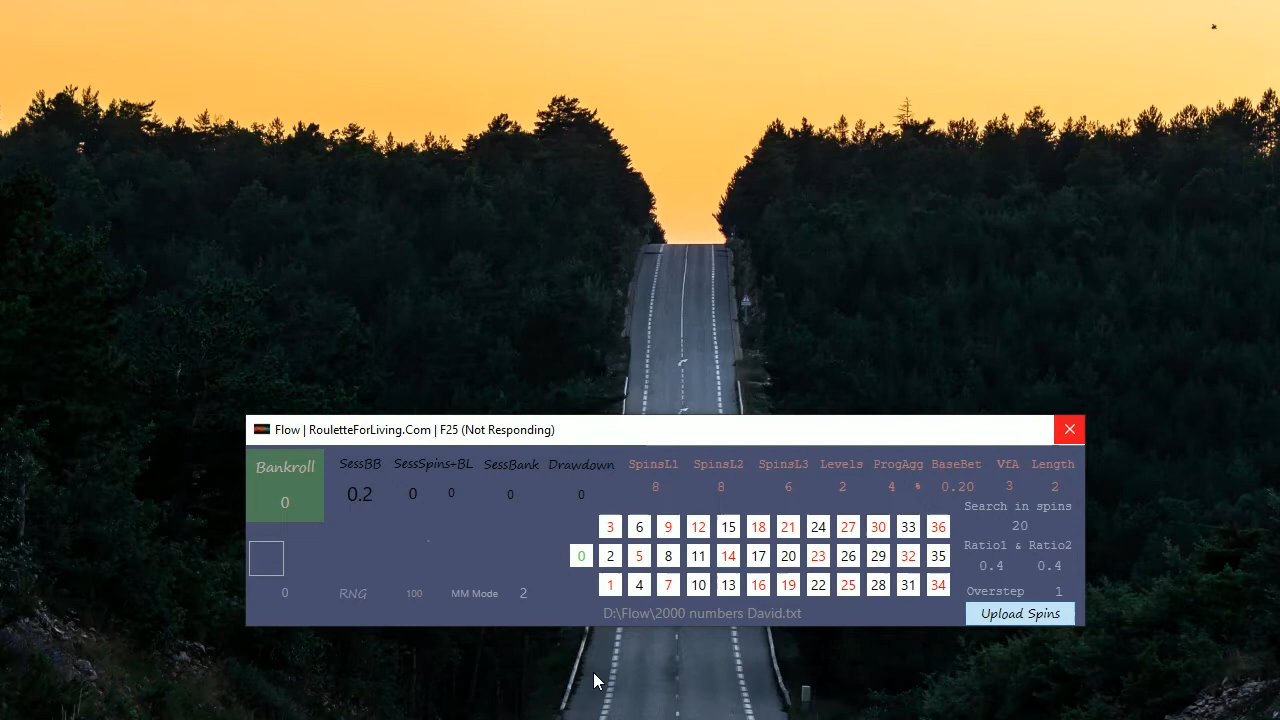 Flow | RouletteForLiving.Com | F25 (Not Responding)
Bankroll SessBB SessSpins+BL SessBank Drawdown SpinsL1 SpinsL2 SpinsL3 Levels ProgAgg BaseBet VfA Length
0 0.2 0 0 0 0 8 8 6 2 4 % 0.20 3 2
Search in spins
20
3 6 9 12 15 18 21 24 27 30 33 36
0 2 5 8 11 14 17 20 23 26 29 32 35
Ratio1 & Ratio2
0.4 0.4
1 4 7 10 13 16 19 22 25 28 31 34
0 RNG 100 MM Mode 2
Overstep 1
D:\Flow\2000 numbers David.txt
Upload Spins